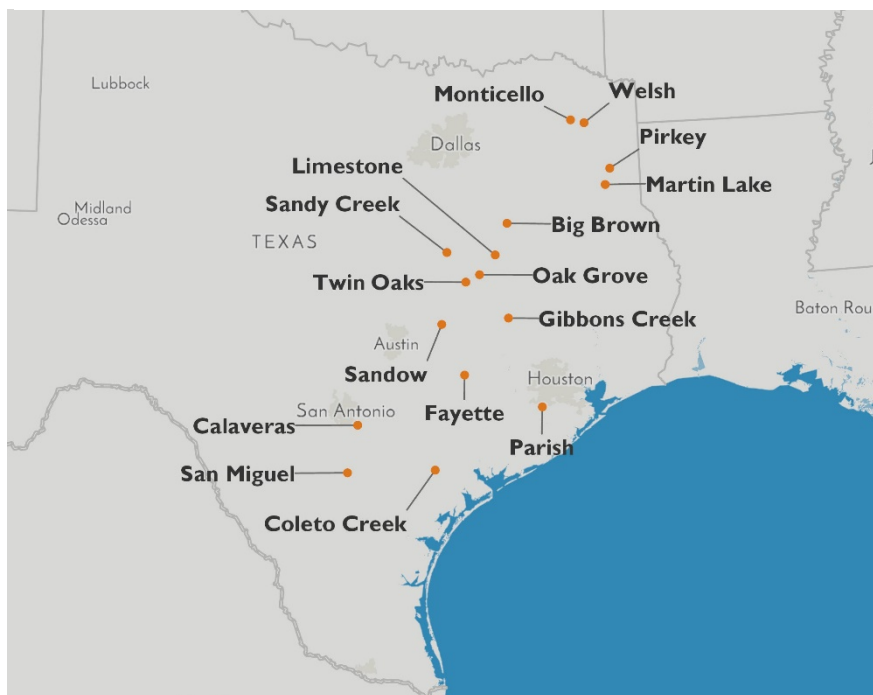 Lubbock
Monticello
Welsh
Dallas
Pirkey
Limestone
Martin Lake
Sandy Creek
Midland
Odessa
Big Brown
TEXAS
Twin Oaks
Oak Grove
Baton Rou
Gibbons Creek
Austin
Sandow
Houston
San Antonio
Fayette
Calaveras
Parish
San Miguel
Coleto Creek